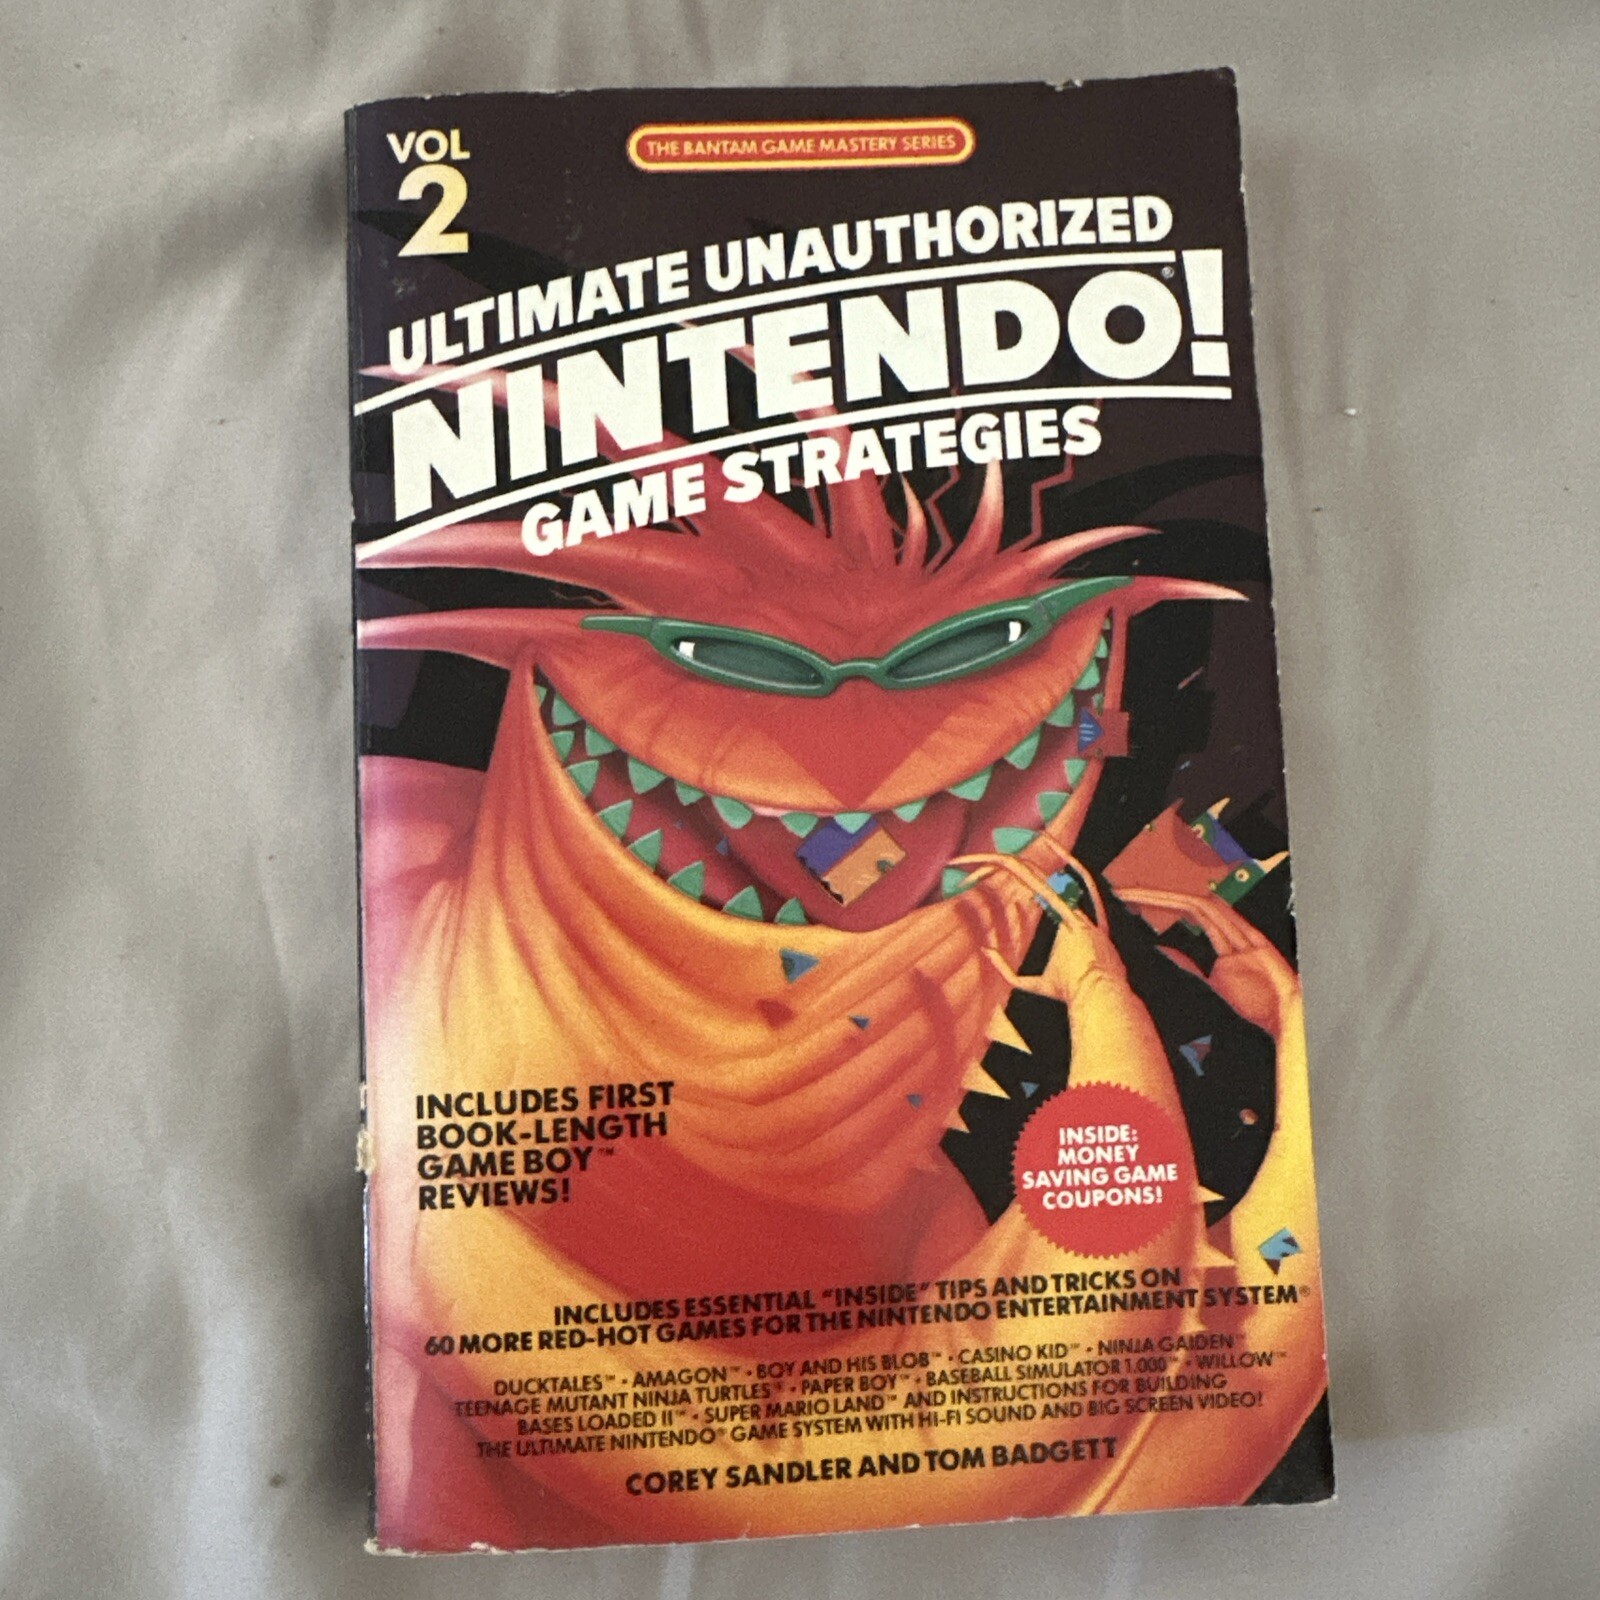 VOL
2
THE BANTAM GAME MASTERY SERIES
ULTIMATE UNAUTHORIZED
NINTENDO!®
GAME STRATEGIES
INCLUDES FIRST
BOOK-LENGTH
GAME BOY™
REVIEWS!
INSIDE:
MONEY
SAVING GAME
COUPONS!
INCLUDES ESSENTIAL "INSIDE" TIPS AND TRICKS ON
60 MORE RED-HOT GAMES FOR THE NINTENDO ENTERTAINMENT SYSTEM®
DUCKTALES™ · AMAGON™ · BOY AND HIS BLOB™ · CASINO KID™ · NINJA GAIDEN™
TEENAGE MUTANT NINJA TURTLES™ · PAPER BOY™ · BASEBALL SIMULATOR 1.000™ · WILLOW™
BASES LOADED II™ · SUPER MARIO LAND™ AND INSTRUCTIONS FOR BUILDING
THE ULTIMATE NINTENDO® GAME SYSTEM WITH HI-FI SOUND AND BIG SCREEN VIDEO!
COREY SANDLER AND TOM BADGETT